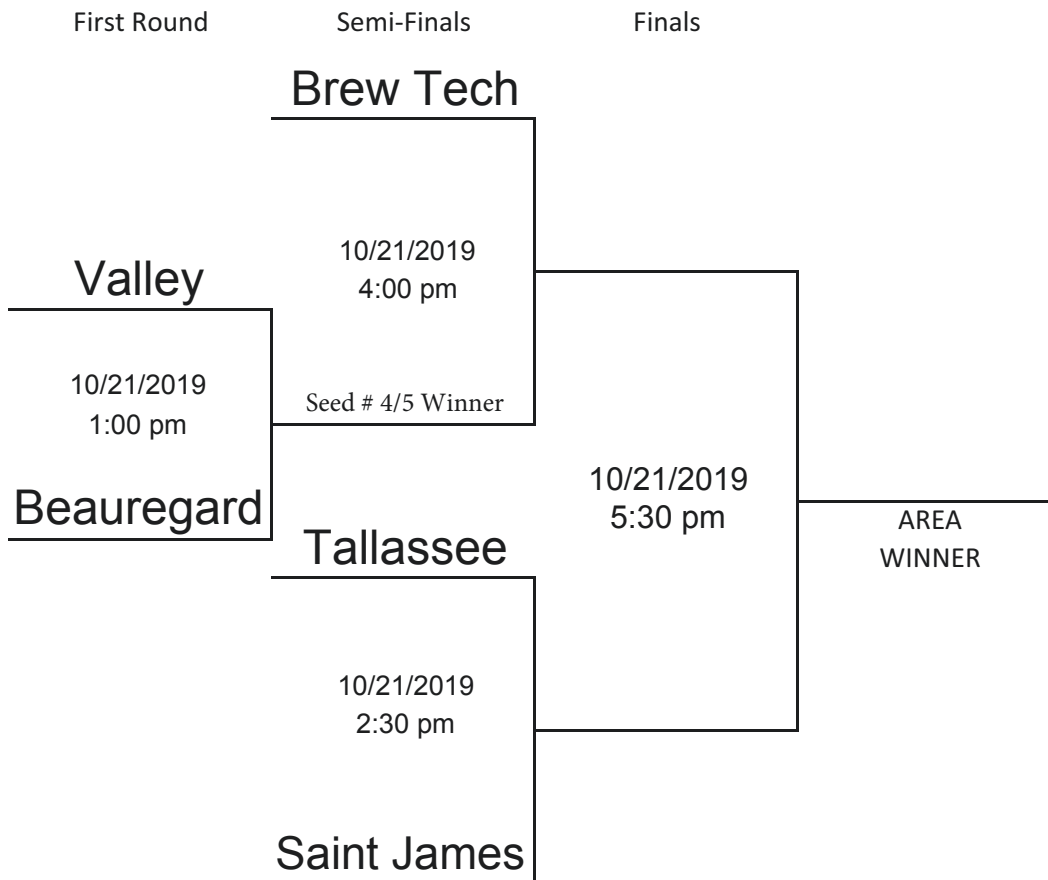 First Round
Semi-Finals
Finals
Brew Tech
10/21/2019
4:00 pm
Valley
10/21/2019
1:00 pm
Seed # 4/5 Winner
Beauregard
10/21/2019
5:30 pm
AREA
WINNER
Tallassee
10/21/2019
2:30 pm
Saint James